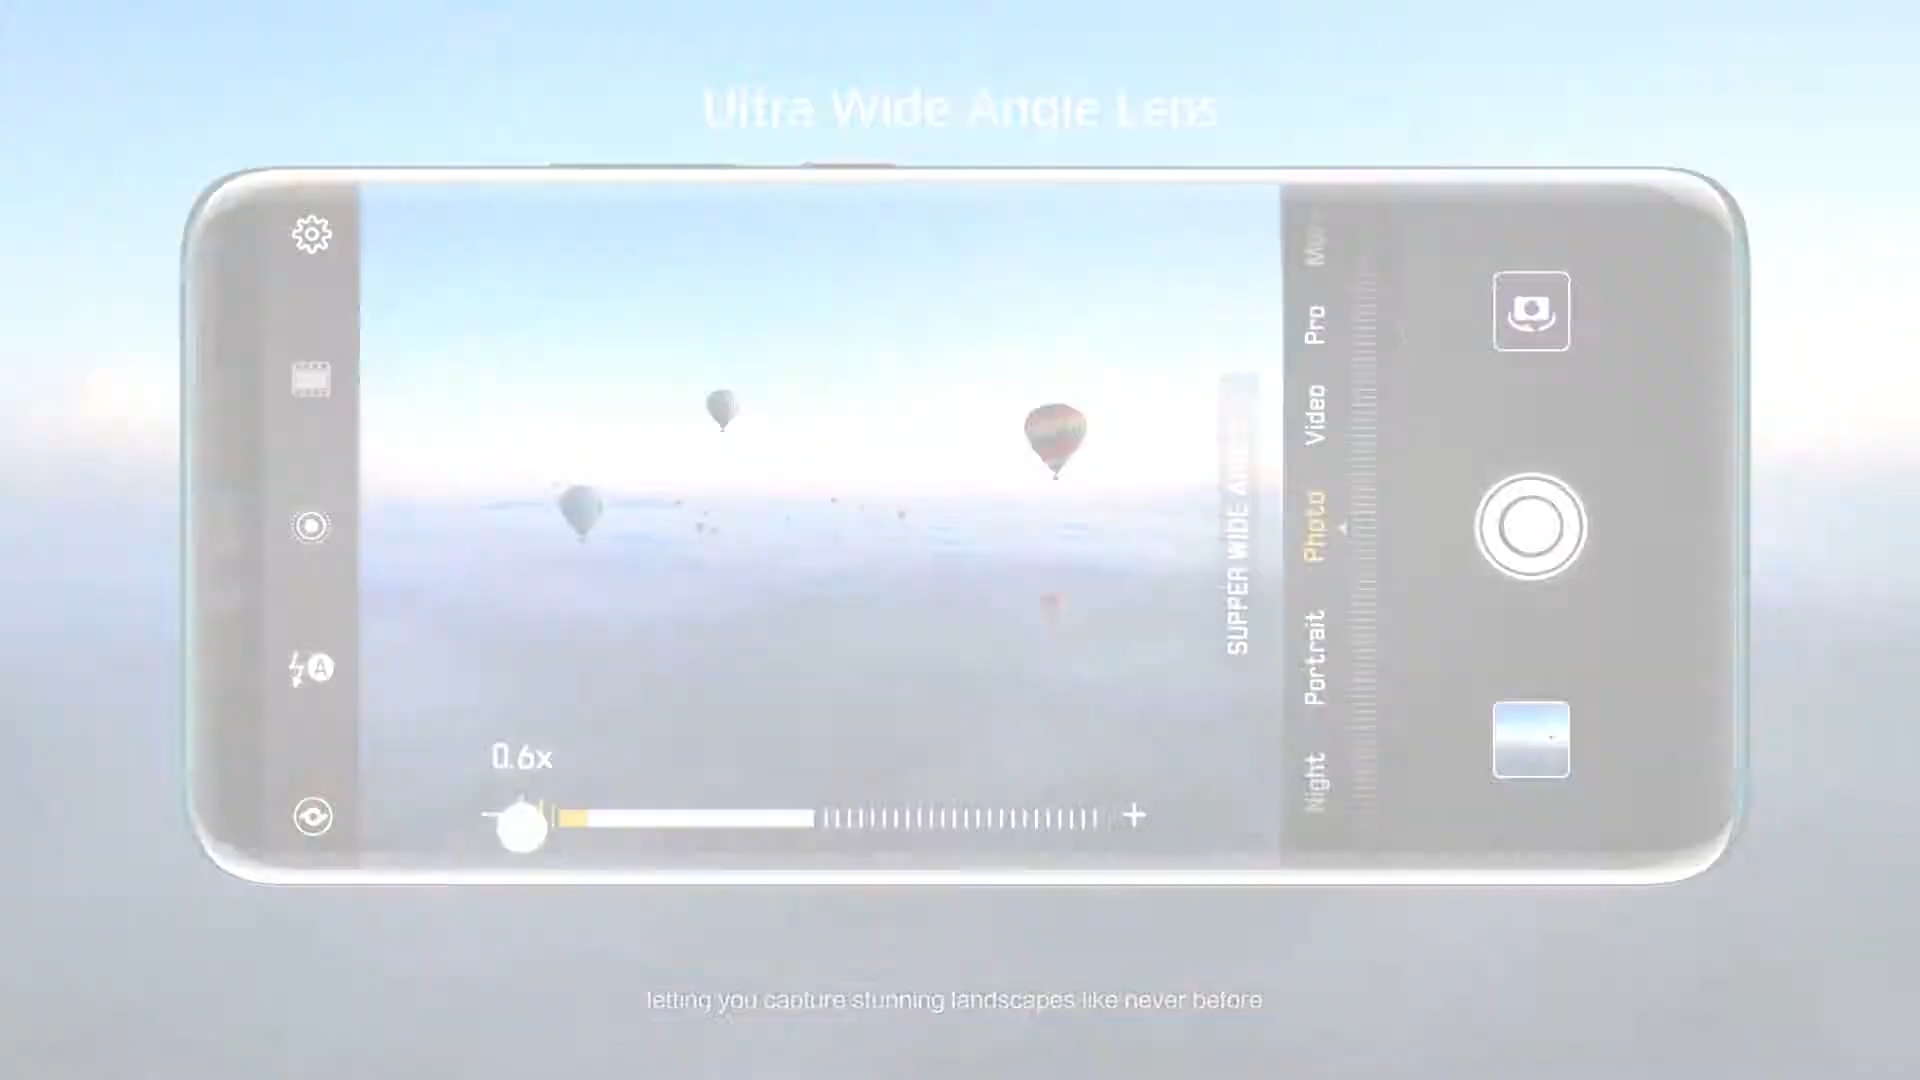 Ultra Wide Angle Lens
More
Pro
Video
Photo
Portrait
Night
SUPPER WIDE
A
0.6x
letting you capture stunning landscapes like never before